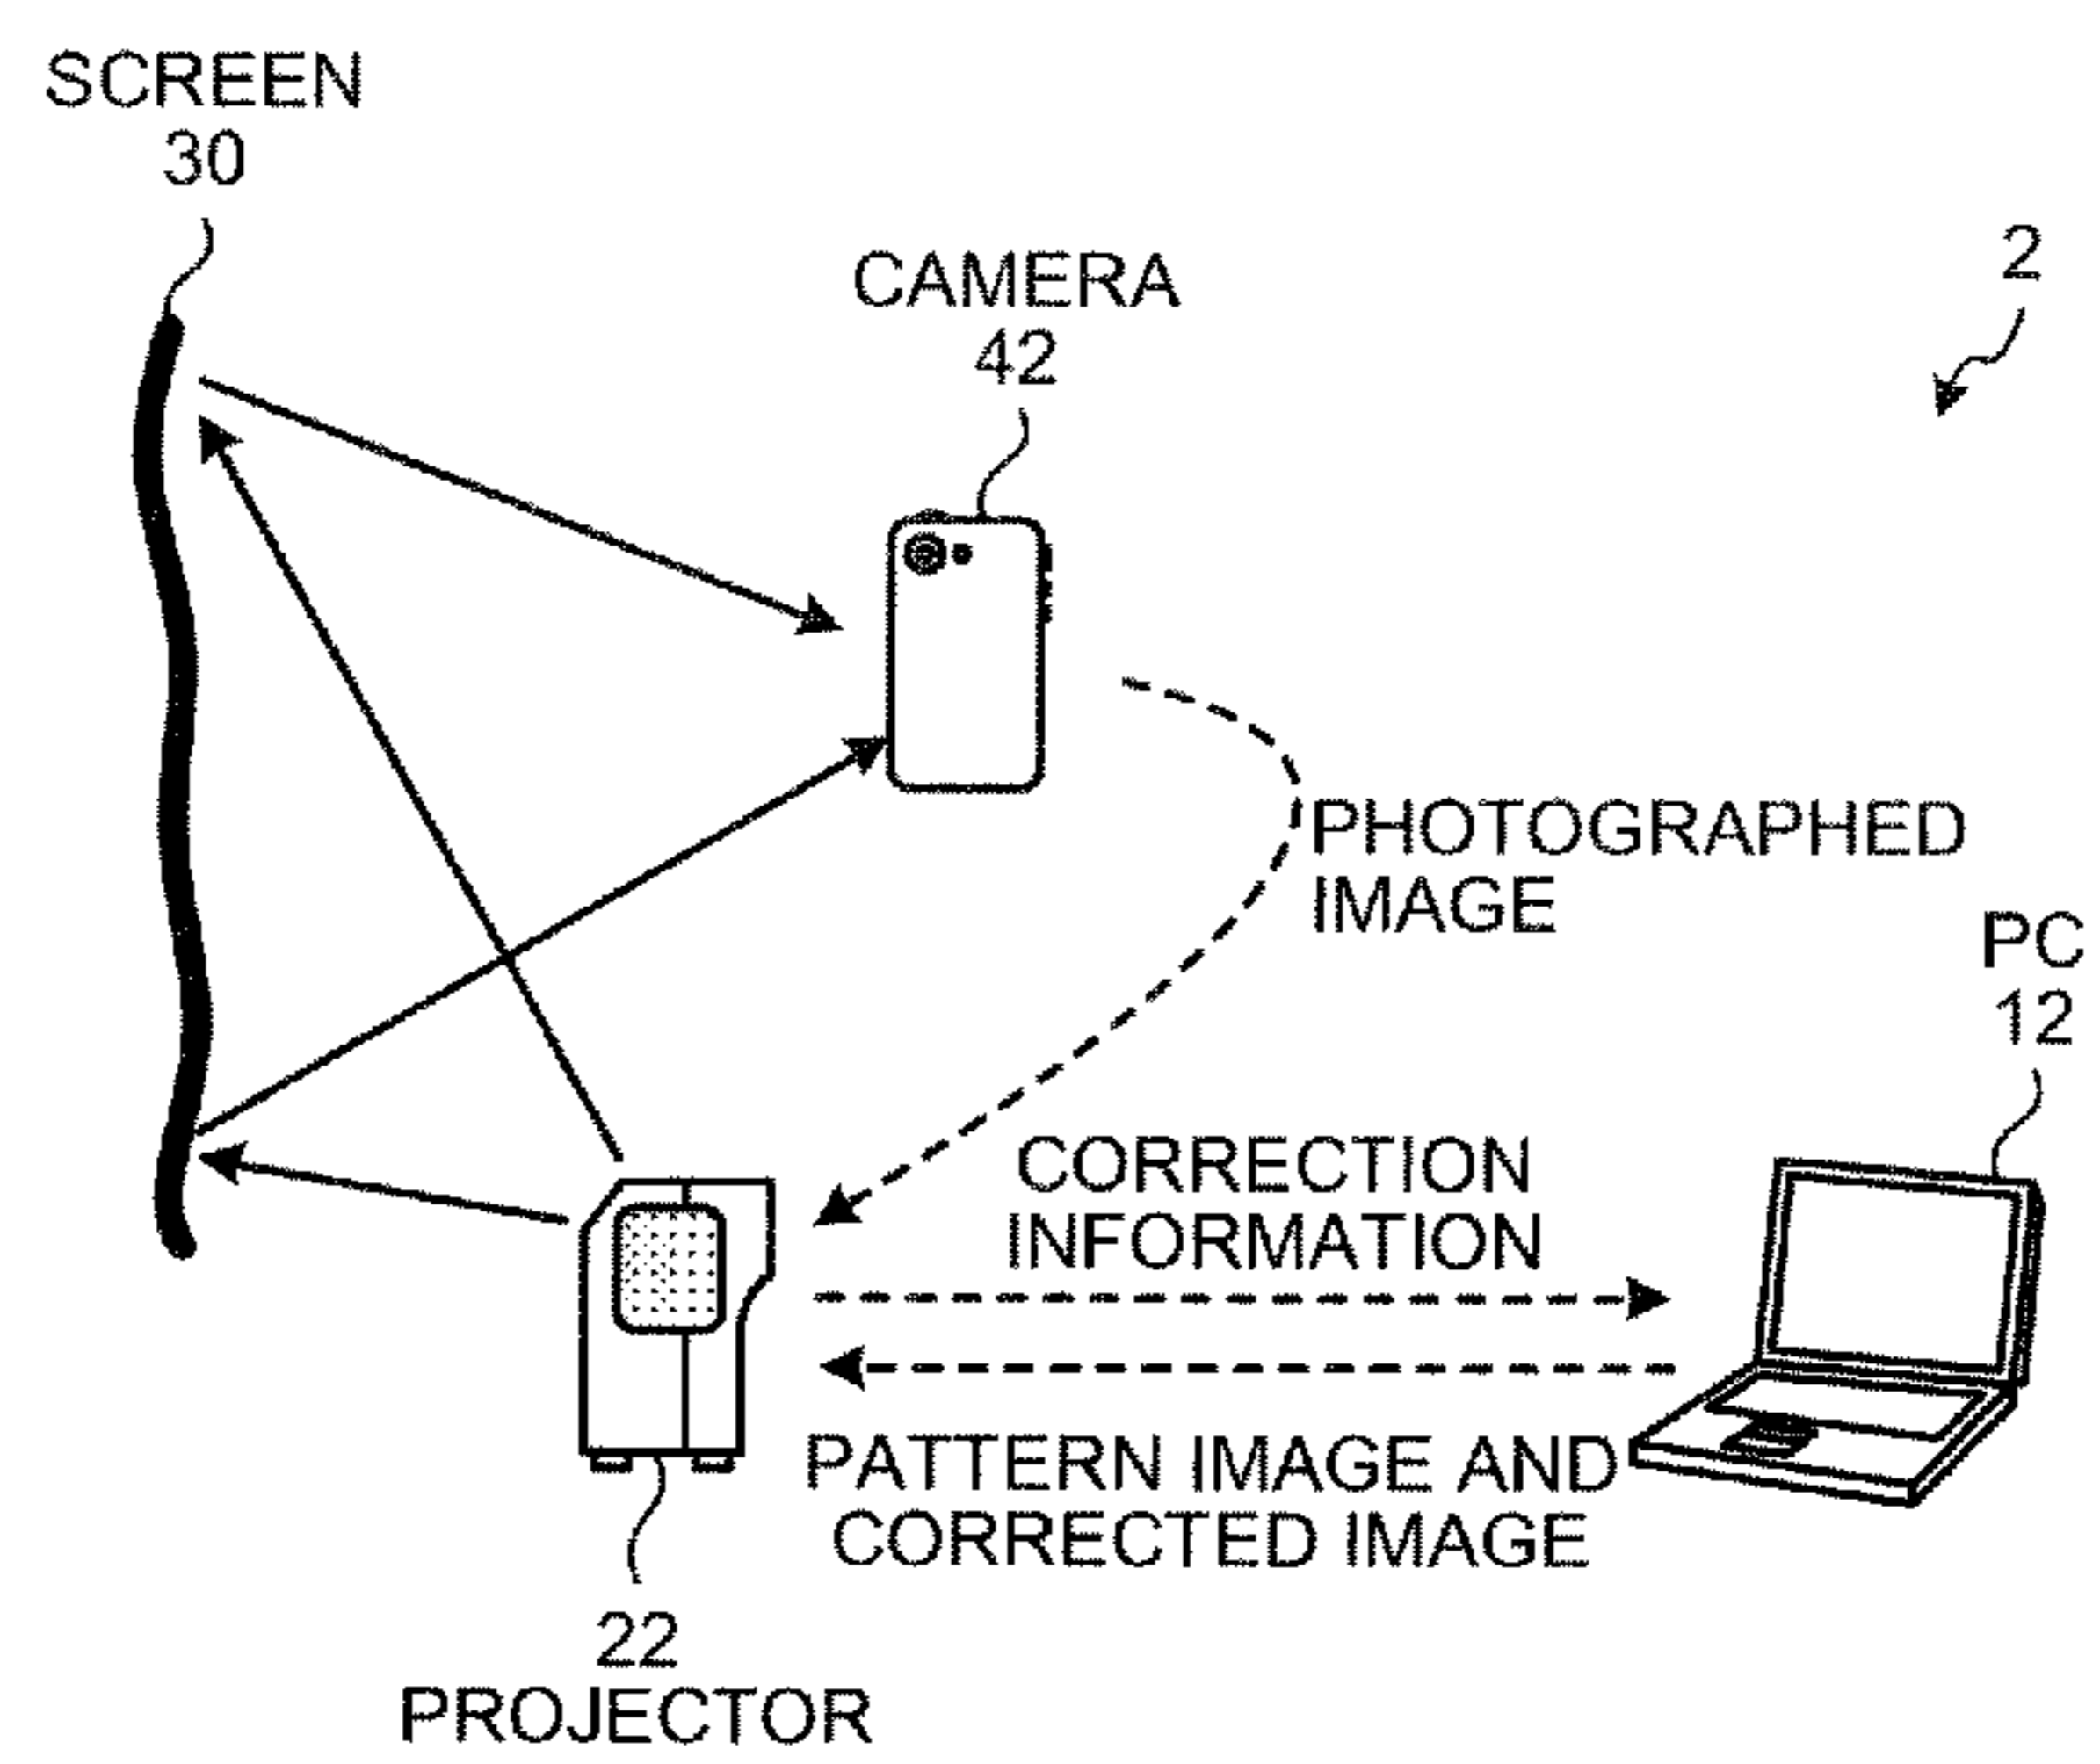 SCREEN
30
CAMERA
42
2
PHOTOGRAPHED
IMAGE
PC
12
CORRECTION
INFORMATION
PATTERN IMAGE AND
CORRECTED IMAGE
22
PROJECTOR